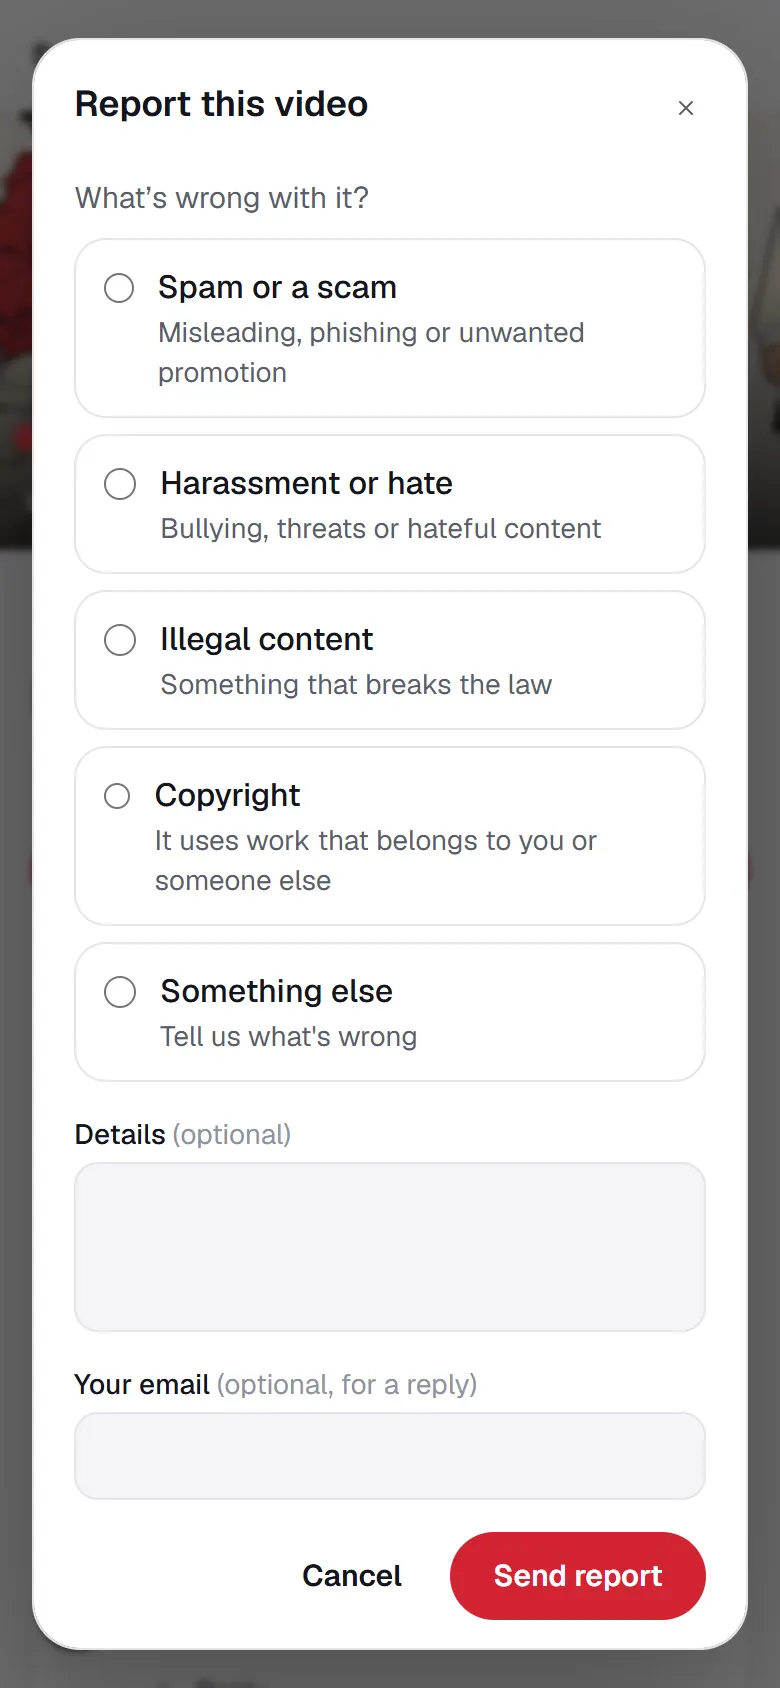 Report this video
×
What’s wrong with it?
Spam or a scam
Misleading, phishing or unwanted
promotion
Harassment or hate
Bullying, threats or hateful content
Illegal content
Something that breaks the law
Copyright
It uses work that belongs to you or
someone else
Something else
Tell us what's wrong
Details (optional)
Your email (optional, for a reply)
Cancel
Send report